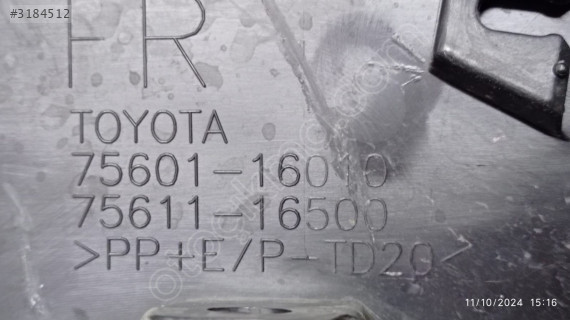 #3184512
FR
TOYOTA
75601-16010
75611-16500
>PP+E/P-TD20<
11/10/2024 15:16